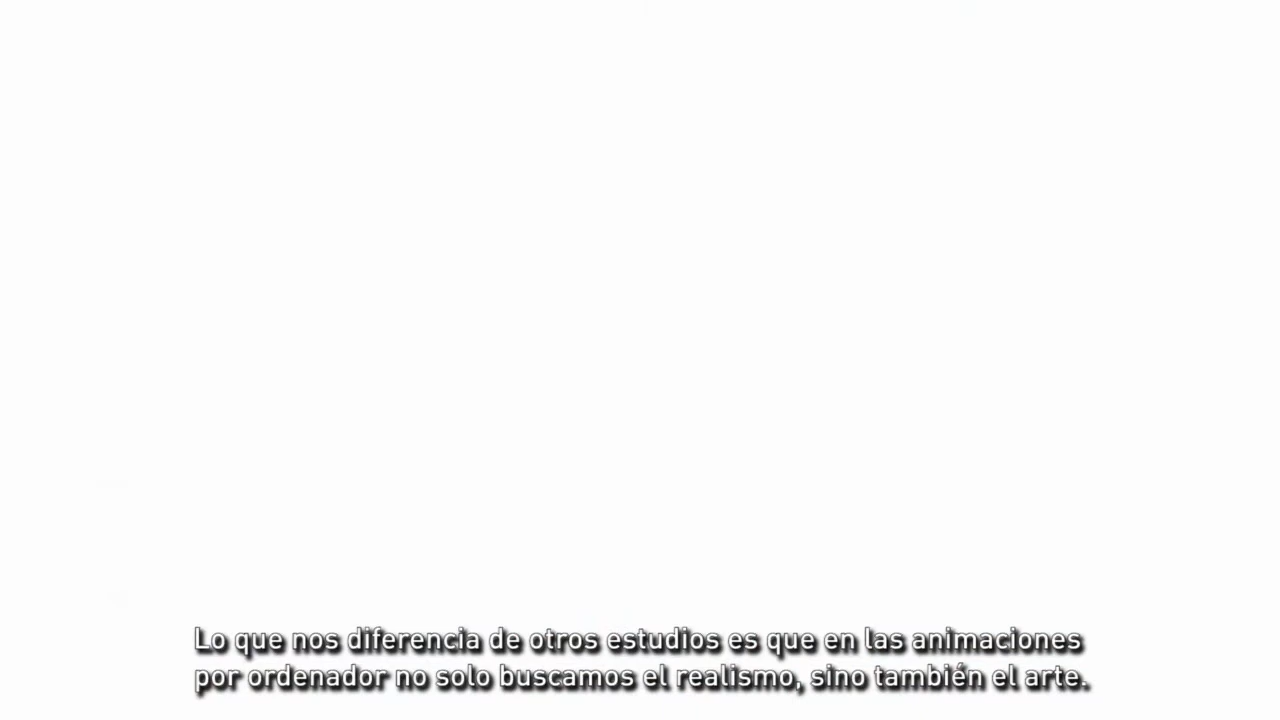 Lo que nos diferencia de otros estudios es que en las animaciones
por ordenador no solo buscamos el realismo, sino también el arte.